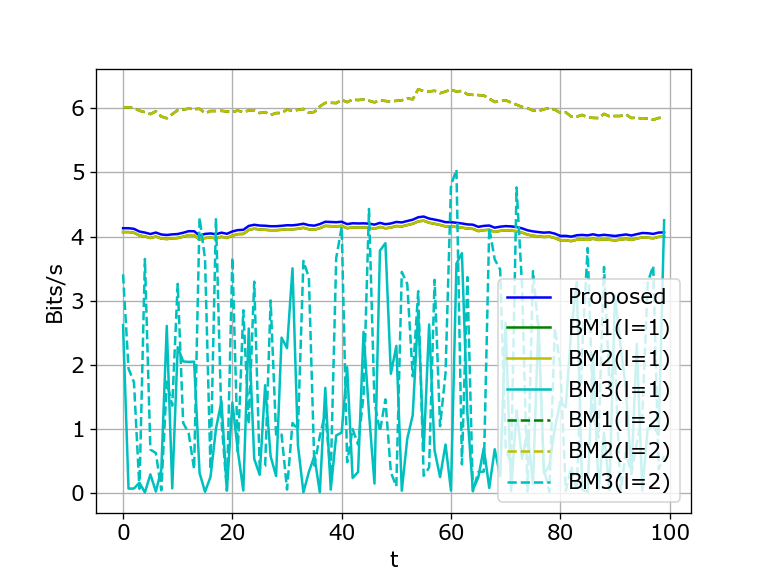 6
5
4
3
2
1
0
Bits/s
Proposed
BM1(l=1)
BM2(l=1)
BM3(l=1)
BM1(l=2)
BM2(l=2)
BM3(l=2)
0 20 40 60 80 100
t